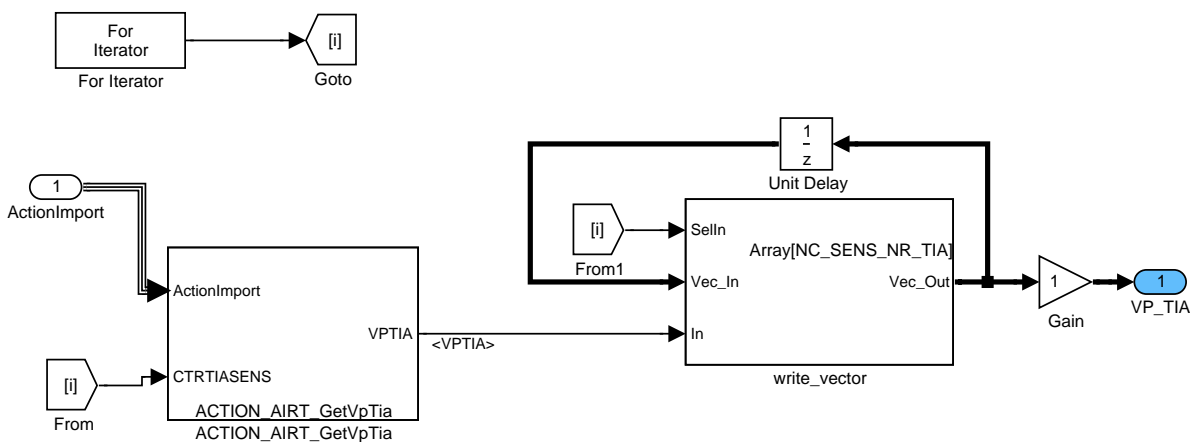 For
Iterator
For Iterator
[i]
Goto
1
z
Unit Delay
1
ActionImport
[i]
From1
SelIn
Array[NC_SENS_NR_TIA]
Vec_In
Vec_Out
In
write_vector
1
Gain
1
VP_TIA
ActionImport
VPTIA
<VPTIA>
CTRTIASENS
[i]
From
ACTION_AIRT_GetVpTia
ACTION_AIRT_GetVpTia